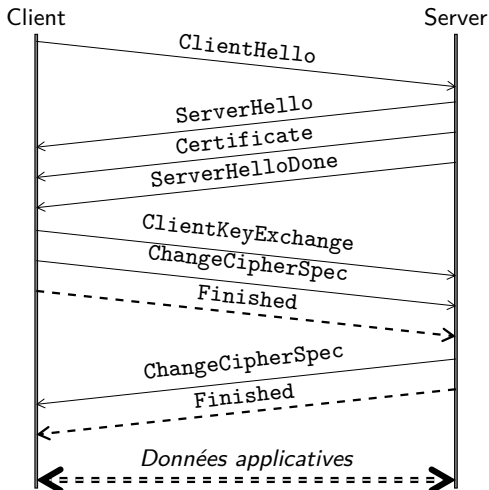 Client
Server
ClientHello
ServerHello
Certificate
ServerHelloDone
ClientKeyExchange
ChangeCipherSpec
Finished
ChangeCipherSpec
Finished
Données applicatives